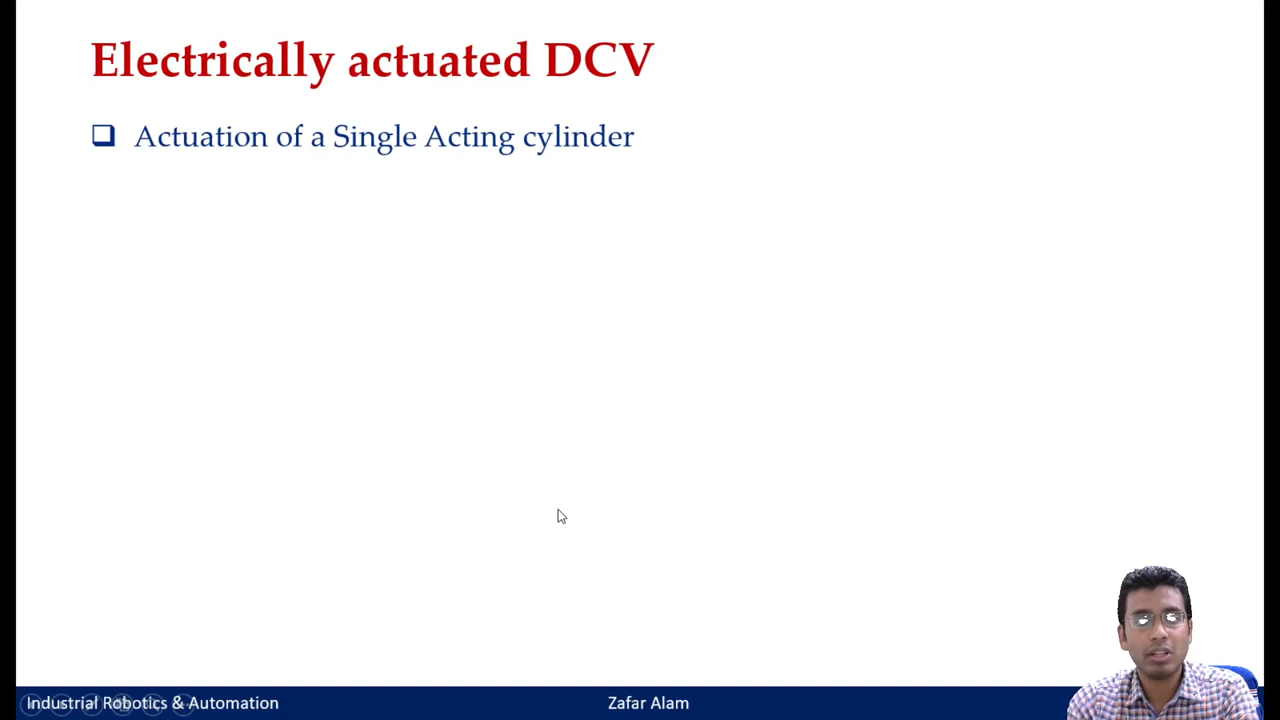 Electrically actuated DCV
Actuation of a Single Acting cylinder
Industrial Robotics & Automation
Zafar Alam